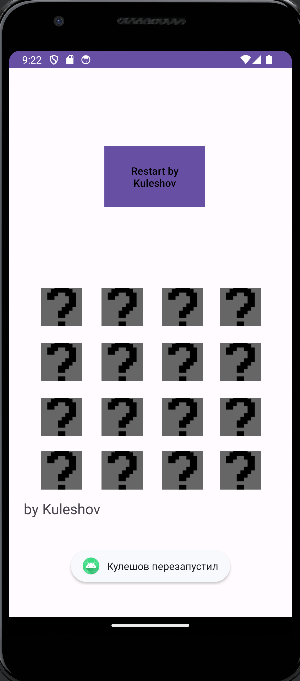 9:22
Restart by
Kuleshov
? ? ? ?
? ? ? ?
? ? ? ?
? ? ? ?
by Kuleshov
Кулешов перезапустил